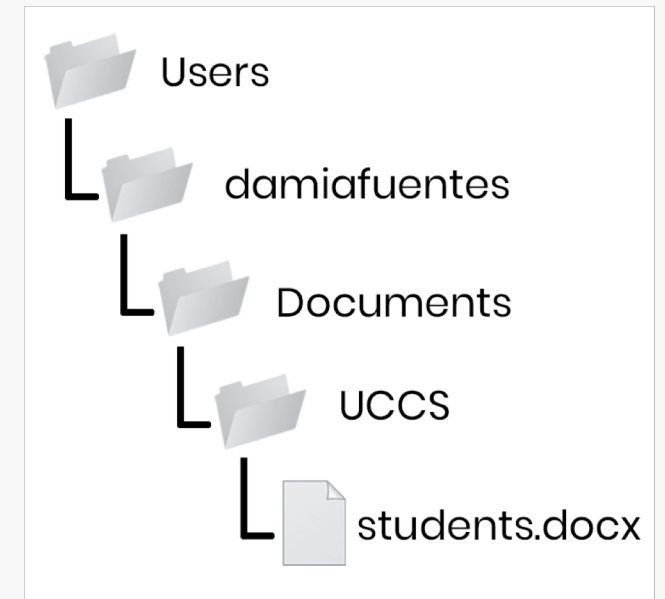 Users
damiafuentes
Documents
UCCS
students.docx